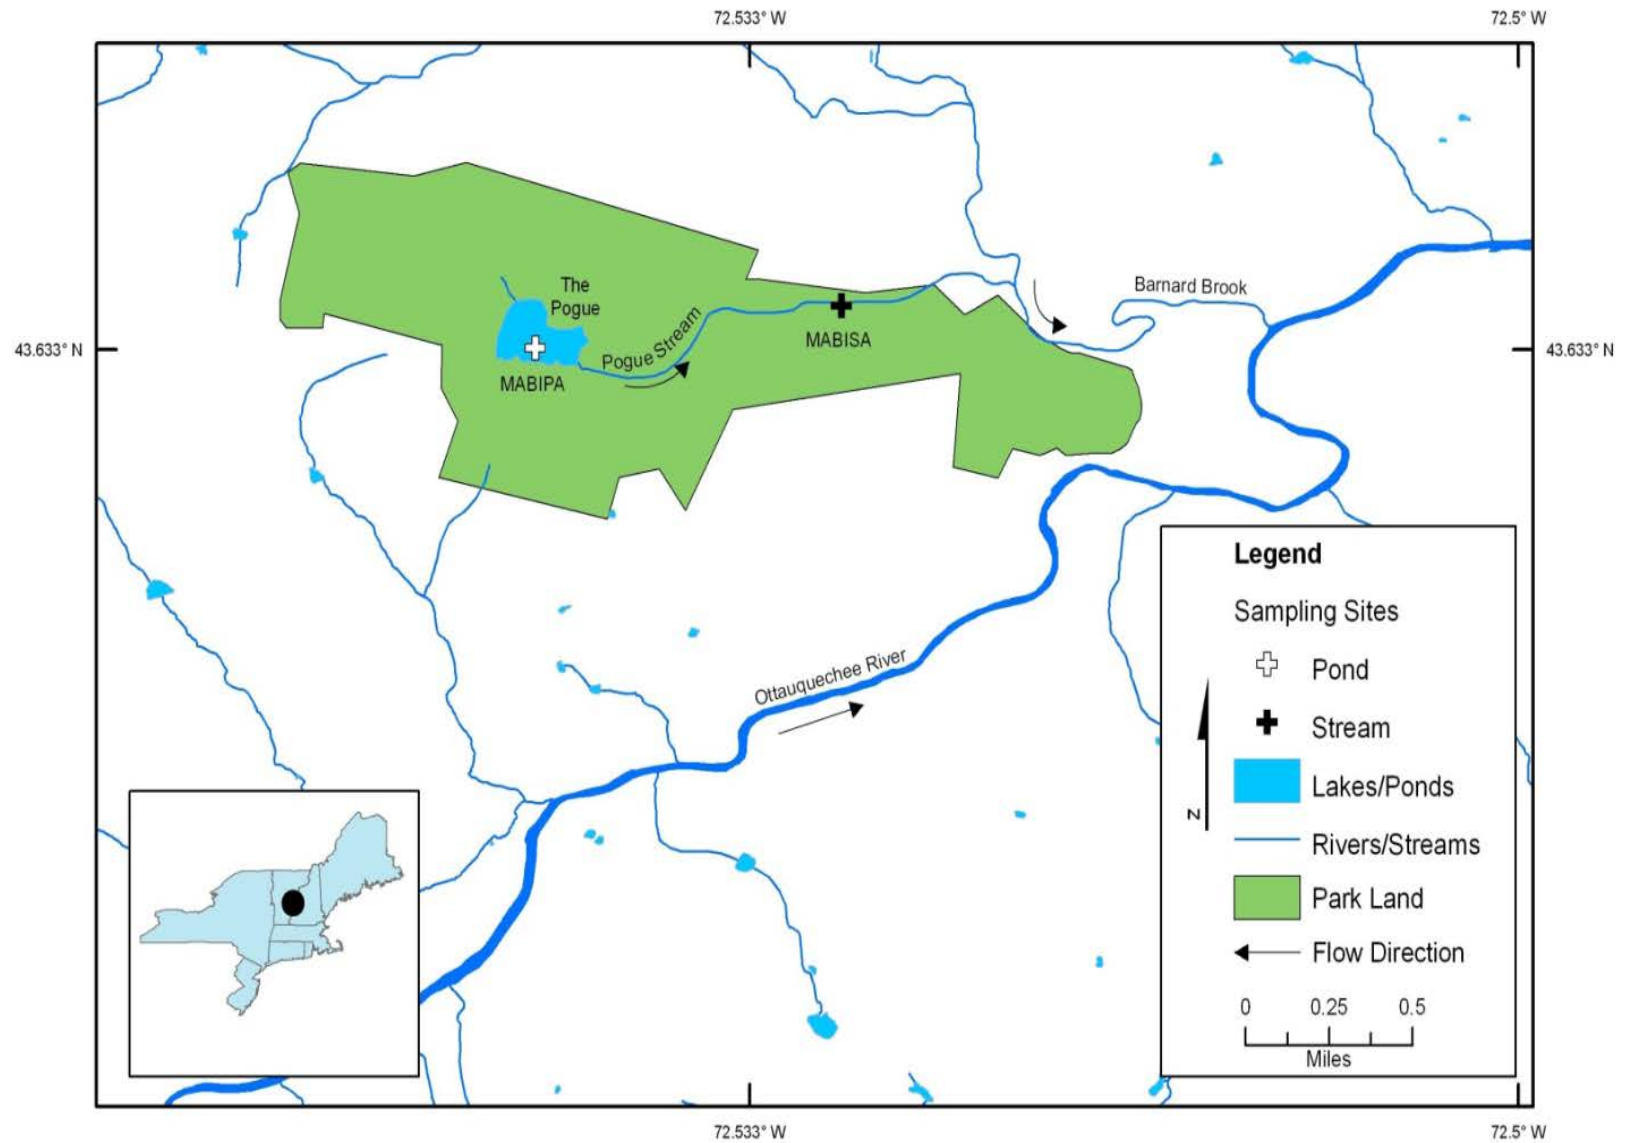 72.533° W
72.5° W
Barnard Brook
The
Pogue
Pogue Stream
MABISA
43.633° N
43.633° N
MABIPA
Legend
Sampling Sites
Pond
Ottauquechee River
Stream
Lakes/Ponds
N
Rivers/Streams
Park Land
Flow Direction
0 0.25 0.5
Miles
72.533° W
72.5° W